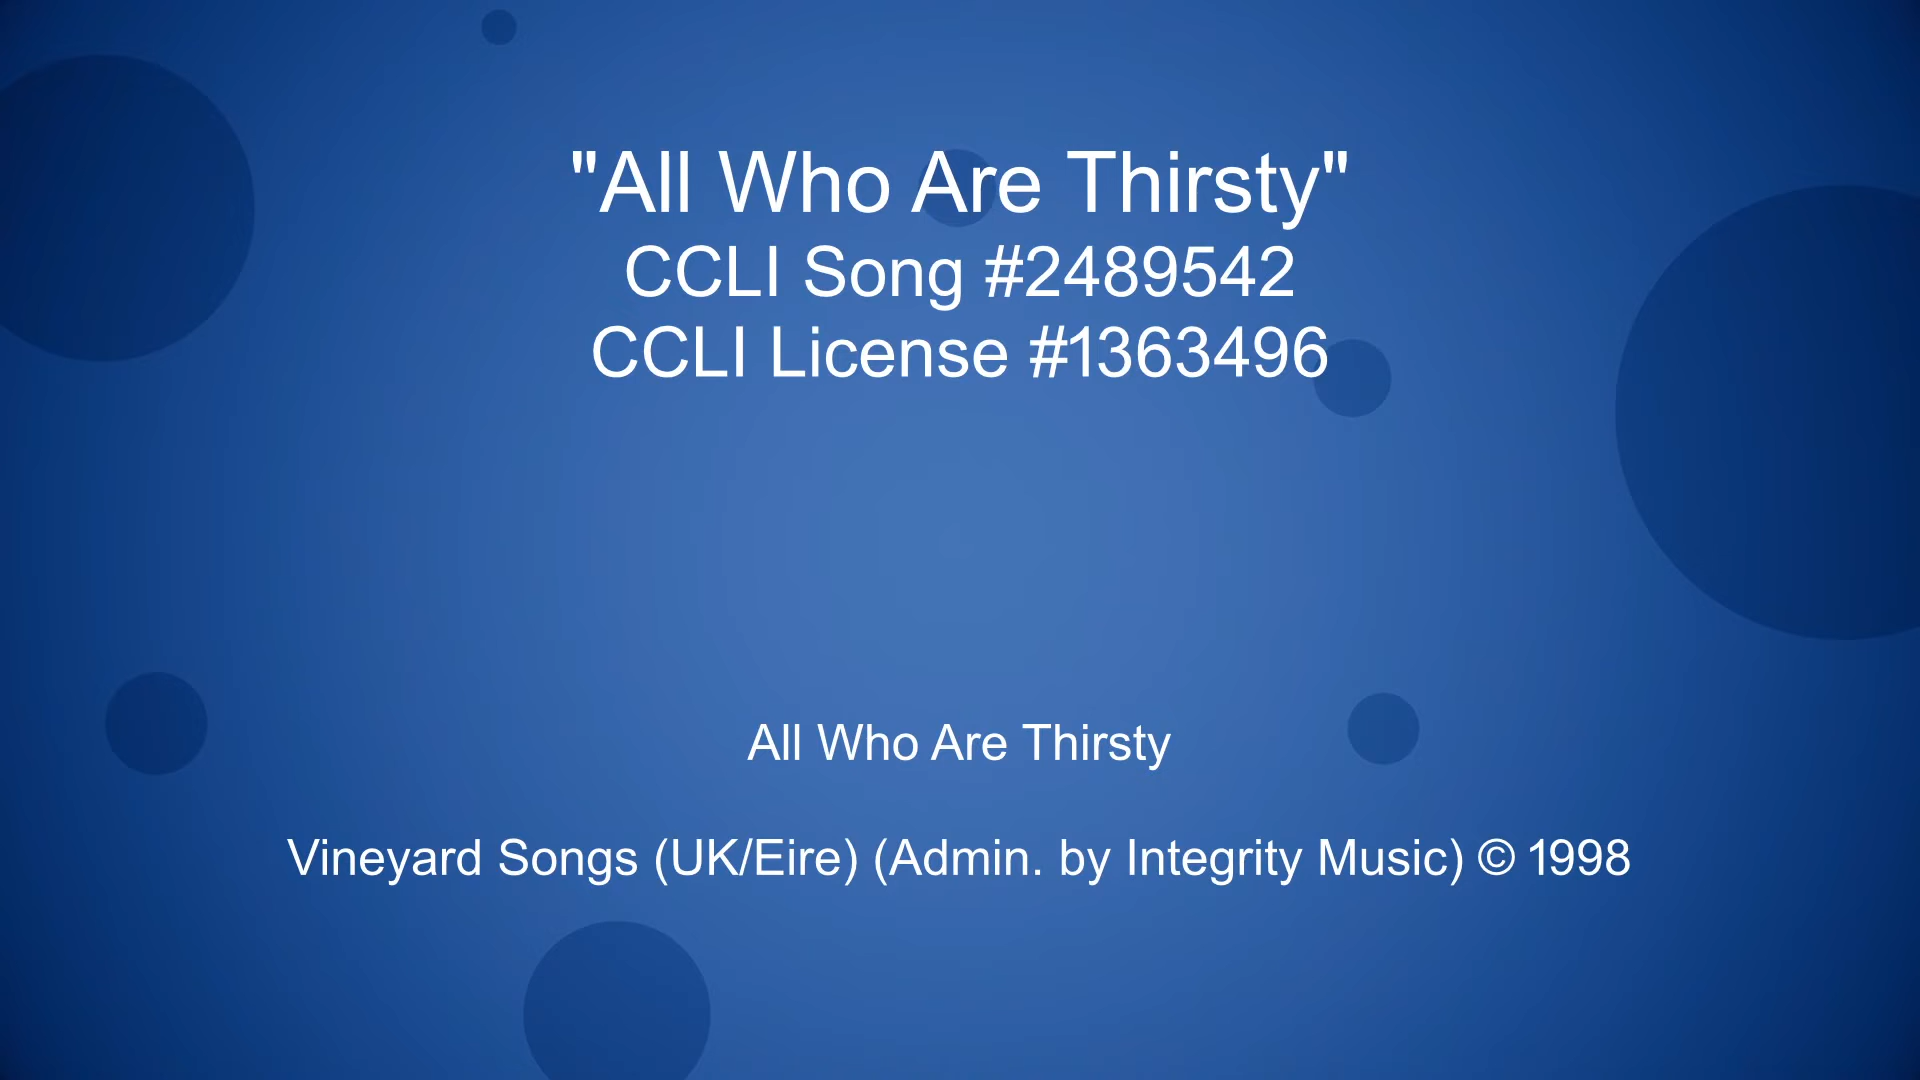 "All Who Are Thirsty"
CCLI Song #2489542
CCLI License #1363496
All Who Are Thirsty
Vineyard Songs (UK/Eire) (Admin. by Integrity Music) © 1998